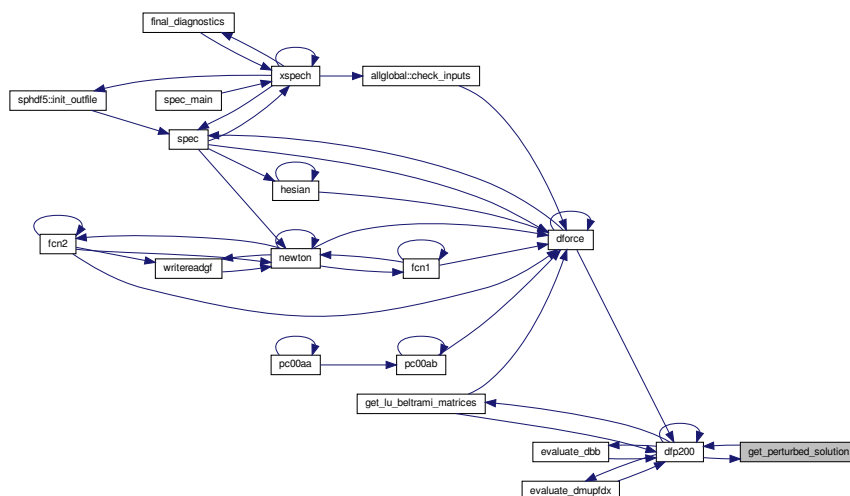 final_diagnostics
xspech
allglobal::check_inputs
sphdf5::init_outfile
spec_main
spec
hesian
dforce
fcn2
newton
writereadgf
fcn1
pc00aa
pc00ab
get_lu_beltrami_matrices
evaluate_dbb
dfp200
get_perturbed_solution
evaluate_dmupfdx